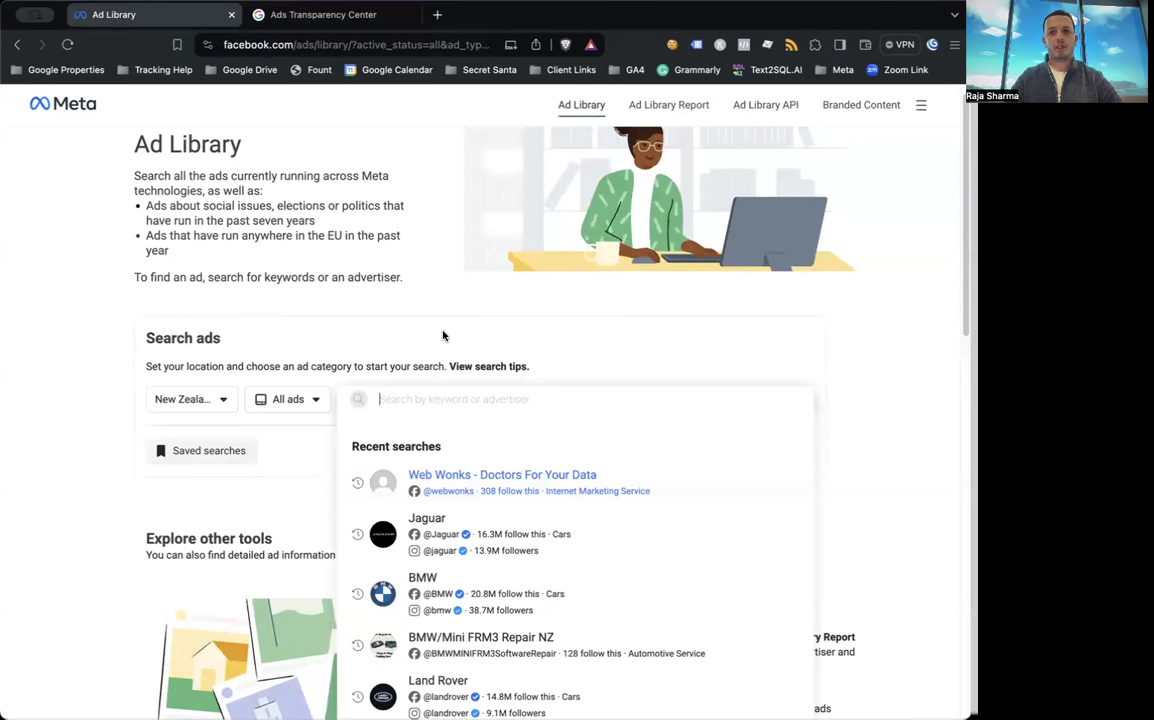 Ad Library
Ads Transparency Center
facebook.com/ads/library/?active_status=all&ad_typ...
VPN
Google Properties
Tracking Help
Google Drive
Fount
Google Calendar
Secret Santa
Client Links
GA4
Grammarly
Text2SQL.AI
Meta
Zoom Link
Raja Sharma
Meta
Ad Library
Ad Library Report
Ad Library API
Branded Content
Ad Library
Search all the ads currently running across Meta
technologies, as well as:
• Ads about social issues, elections or politics that
have run in the past seven years
• Ads that have run anywhere in the EU in the past
year
To find an ad, search for keywords or an advertiser.
Search ads
Set your location and choose an ad category to start your search. View search tips.
New Zeala...
All ads
Search by keyword or advertiser
Saved searches
Recent searches
Web Wonks - Doctors For Your Data
@webwonks · 308 follow this · Internet Marketing Service
Jaguar
@Jaguar · 16.3M follow this · Cars
@jaguar · 13.9M followers
BMW
@BMW · 20.8M follow this · Cars
@bmw · 38.7M followers
BMW/Mini FRM3 Repair NZ
@BMWMINIFRM3SoftwareRepair · 128 follow this · Automotive Service
Land Rover
@landrover · 14.8M follow this · Cars
@landrover · 9.1M followers
Explore other tools
You can also find detailed ad information
ry Report
tiser and
ads